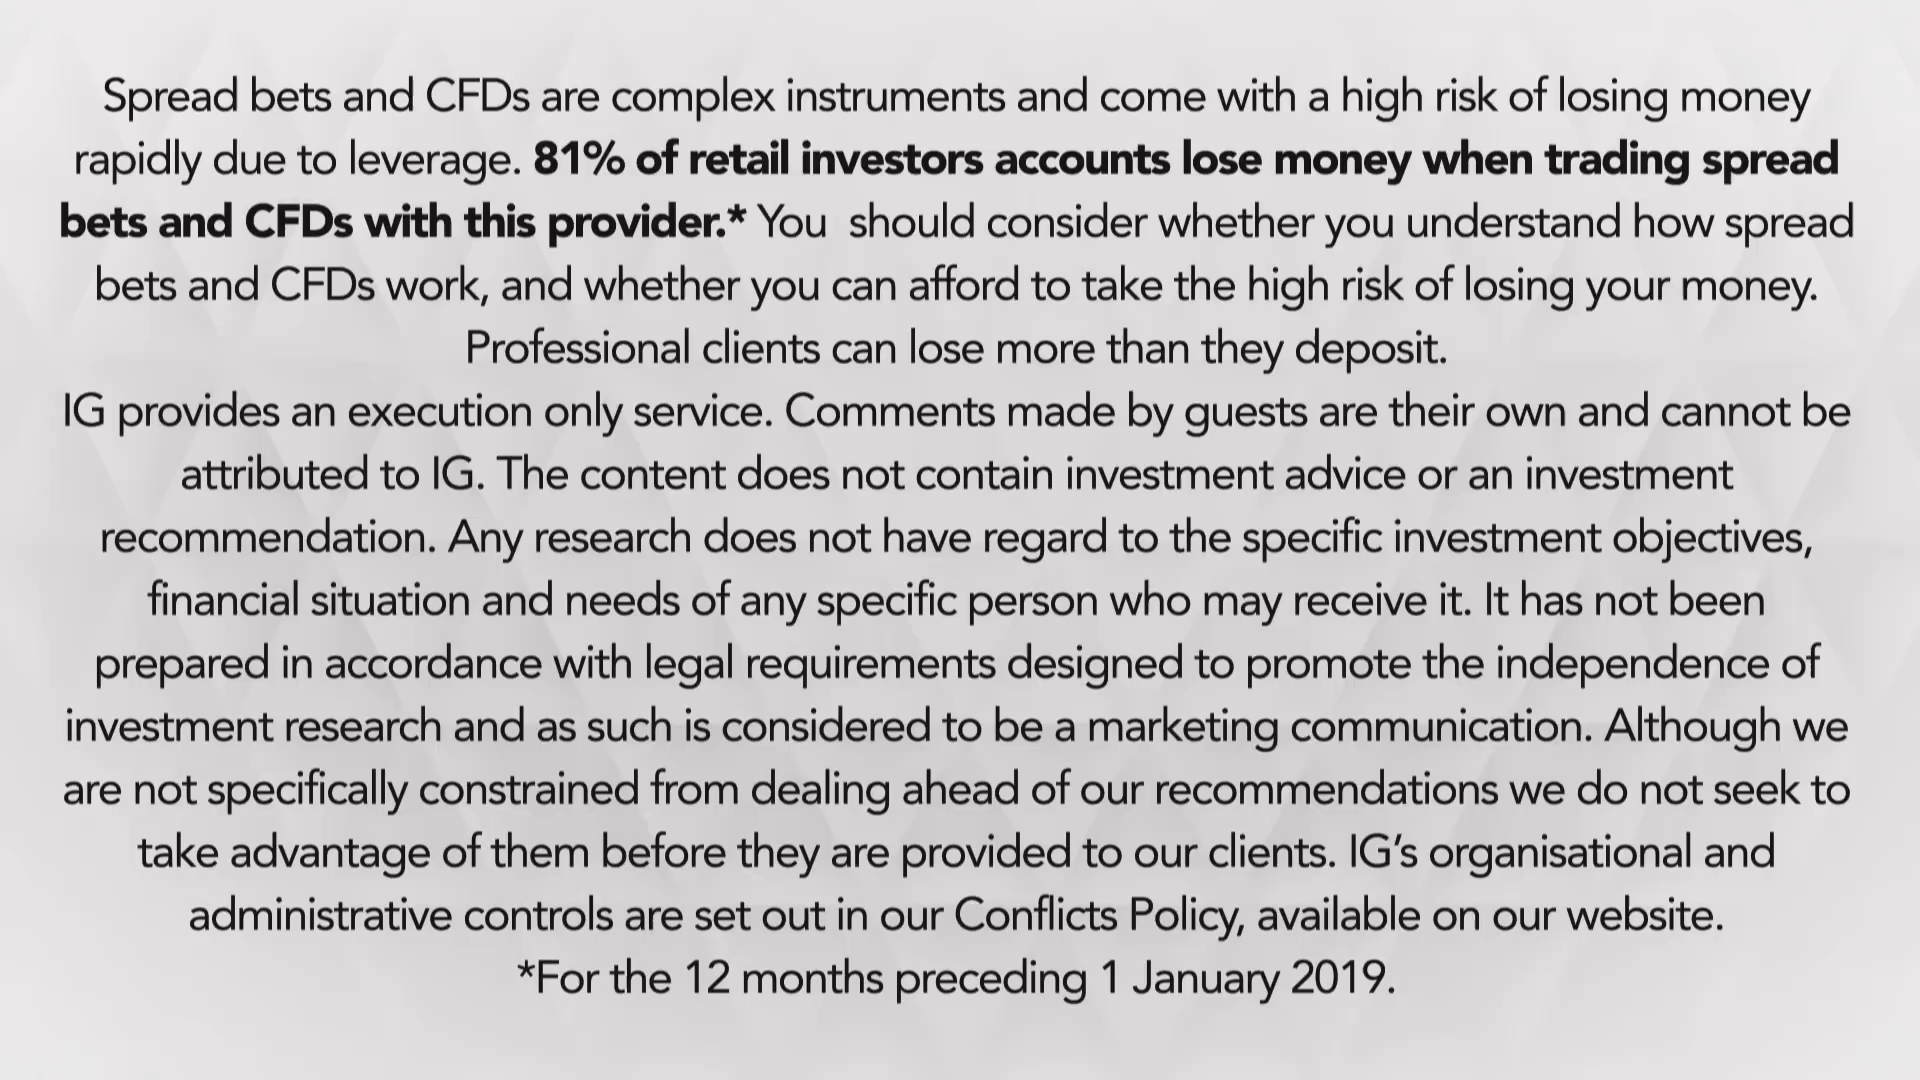 Spread bets and CFDs are complex instruments and come with a high risk of losing money
rapidly due to leverage. 81% of retail investors accounts lose money when trading spread
bets and CFDs with this provider.* You  should consider whether you understand how spread
bets and CFDs work, and whether you can afford to take the high risk of losing your money.
Professional clients can lose more than they deposit.
IG provides an execution only service. Comments made by guests are their own and cannot be
attributed to IG. The content does not contain investment advice or an investment
recommendation. Any research does not have regard to the specific investment objectives,
financial situation and needs of any specific person who may receive it. It has not been
prepared in accordance with legal requirements designed to promote the independence of
investment research and as such is considered to be a marketing communication. Although we
are not specifically constrained from dealing ahead of our recommendations we do not seek to
take advantage of them before they are provided to our clients. IG’s organisational and
administrative controls are set out in our Conflicts Policy, available on our website.
*For the 12 months preceding 1 January 2019.